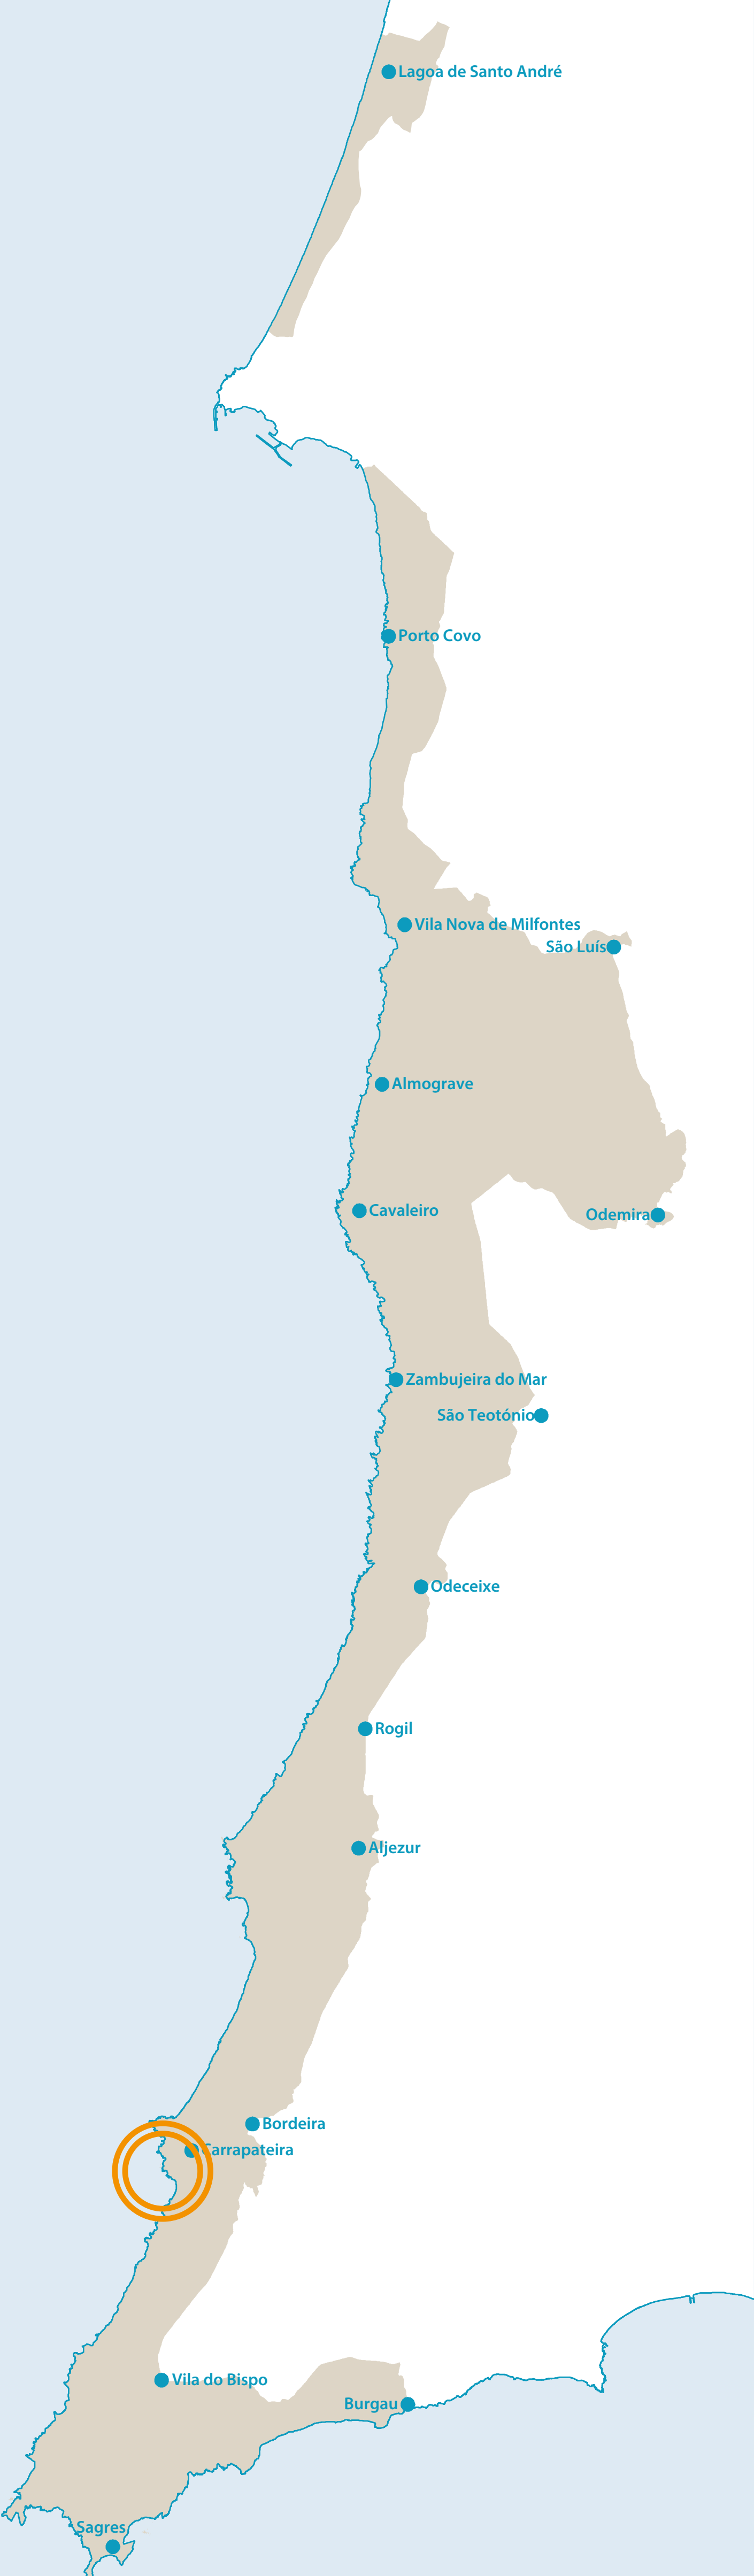 Lagoa de Santo André
Porto Covo
Vila Nova de Milfontes
São Luís
Almograve
Cavaleiro
Odemira
Zambujeira do Mar
São Teotónio
Odeceixe
Rogil
Aljezur
Bordeira
Carrapateira
Vila do Bispo
Burgau
Sagres